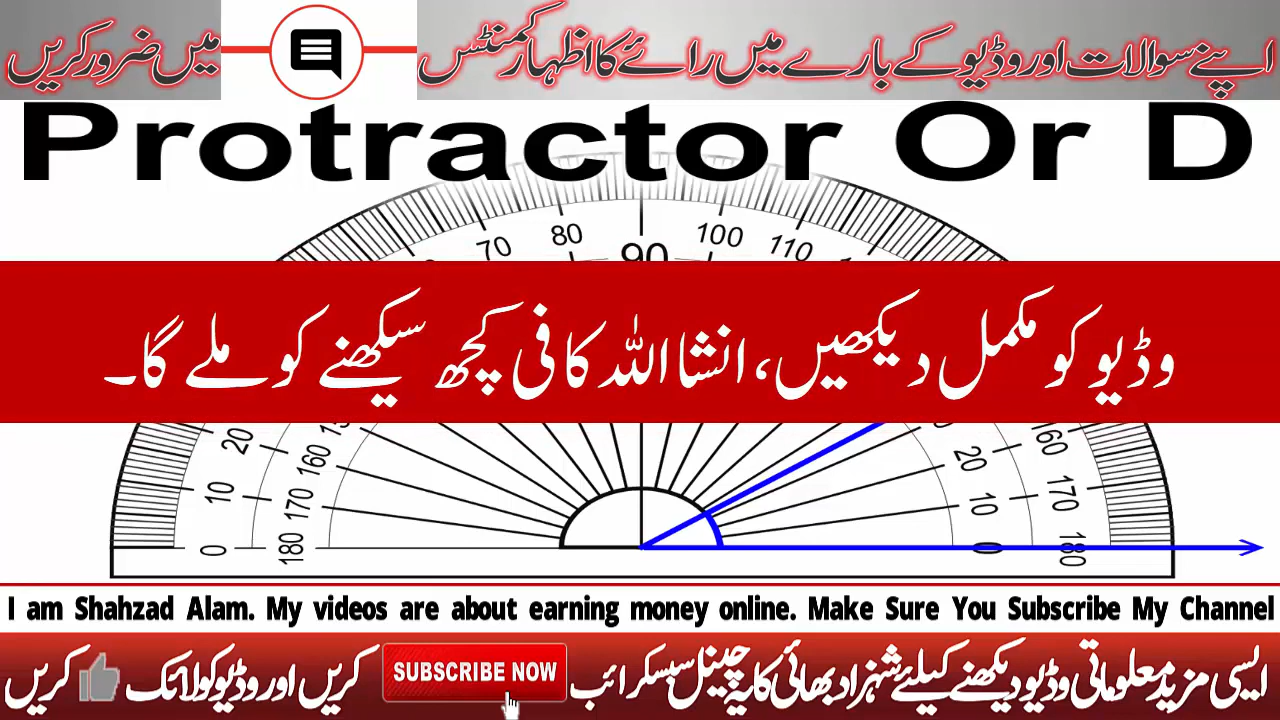 اپنے سوالات اور وڈیو کے بارے میں رائے کا اظہار کمنٹس میں ضرور کریں
Protractor Or D
70 80 90 100 110
وڈیو کو مکمل دیکھیں، انشا اللہ کافی کچھ سیکھنے کو ملے گا۔
20 160 20 160
10 170 10 170
0 180 0 180
I am Shahzad Alam. My videos are about earning money online. Make Sure You Subscribe My Channel
ایسی مزید معلوماتی وڈیو دیکھنے کیلئے شہزاد بھائی کا یہ چینل سبسکرائب SUBSCRIBE NOW کریں اور وڈیو کو لائک کریں